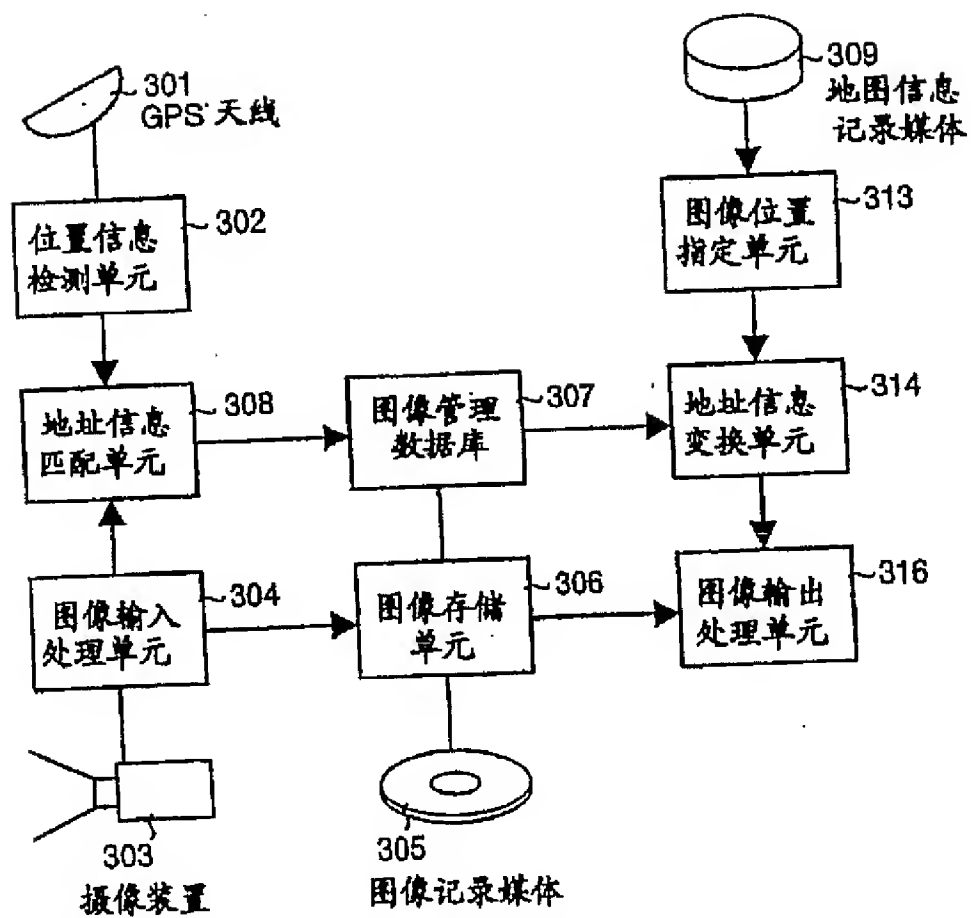 301
GPS天线
309
地图信息
记录媒体
位置信息
检测单元
302
图像位置
指定单元
313
地址信息
匹配单元
308
图像管理
数据库
307
地址信息
变换单元
314
图像输入
处理单元
304
图像存储
单元
306
图像输出
处理单元
316
303
摄像装置
305
图像记录媒体